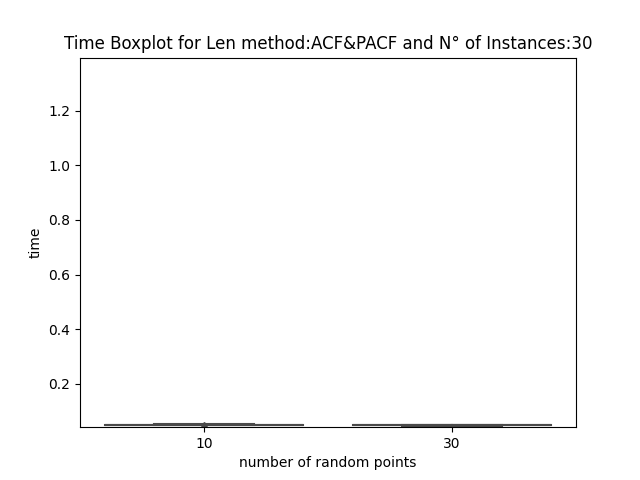 Time Boxplot for Len method:ACF&PACF and N° of Instances:30
1.2
1.0
0.8
0.6
0.4
0.2
time
10 30
number of random points